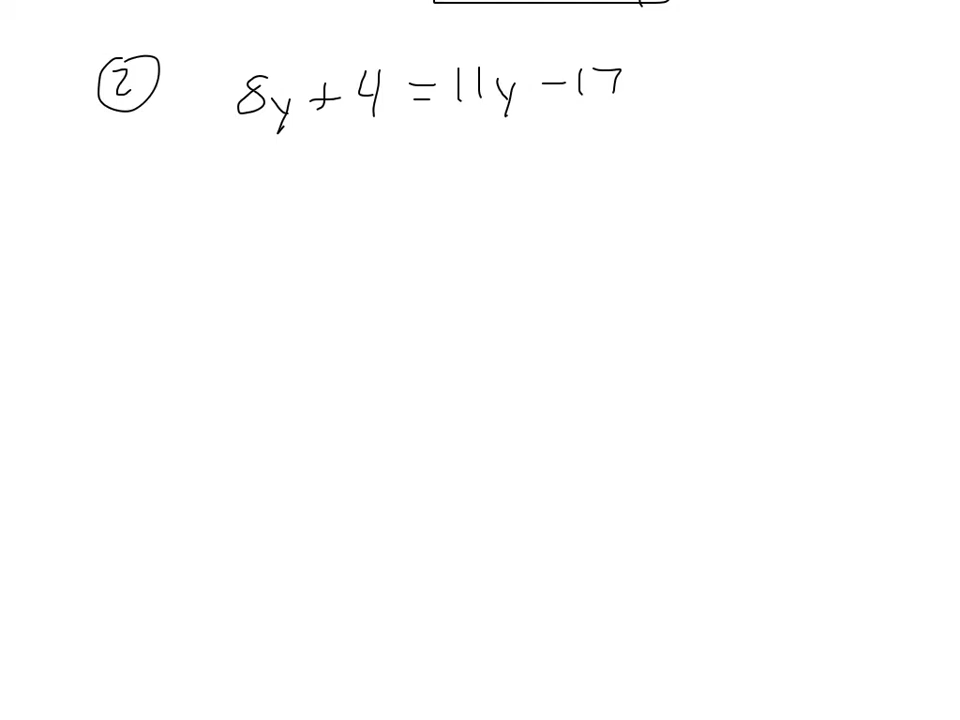 ② 8y + 4 = 11y - 17